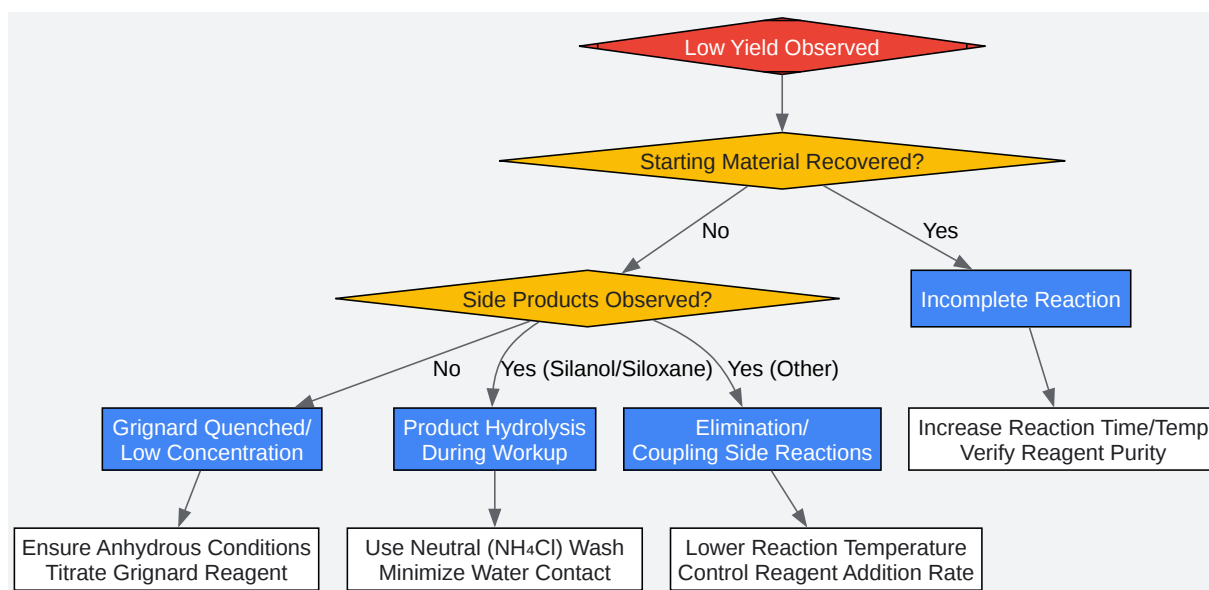 Low Yield Observed
Starting Material Recovered?
No
Yes
Side Products Observed?
Incomplete Reaction
No
Yes (Silanol/Siloxane)
Yes (Other)
Grignard Quenched/
Low Concentration
Product Hydrolysis
During Workup
Elimination/
Coupling Side Reactions
Increase Reaction Time/Temp
Verify Reagent Purity
Ensure Anhydrous Conditions
Titrate Grignard Reagent
Use Neutral (NH₄Cl) Wash
Minimize Water Contact
Lower Reaction Temperature
Control Reagent Addition Rate